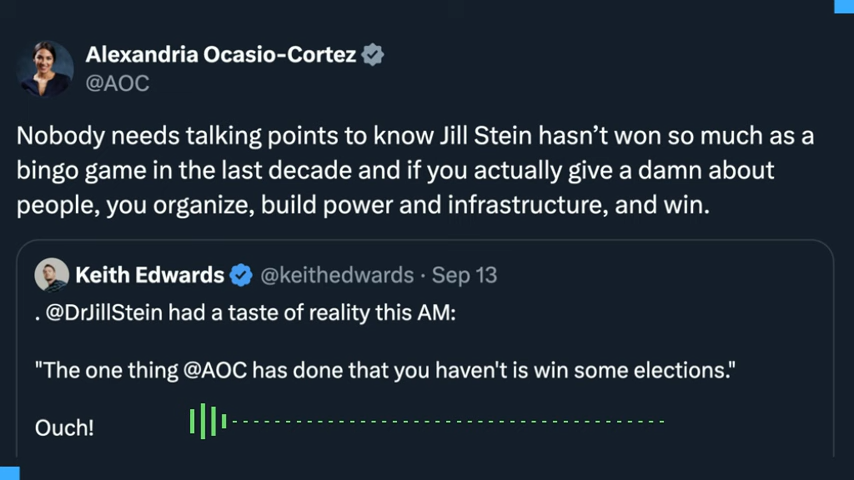 Alexandria Ocasio-Cortez
@AOC
Nobody needs talking points to know Jill Stein hasn’t won so much as a
bingo game in the last decade and if you actually give a damn about
people, you organize, build power and infrastructure, and win.
Keith Edwards @keithedwards · Sep 13
. @DrJillStein had a taste of reality this AM:
"The one thing @AOC has done that you haven't is win some elections."
Ouch!